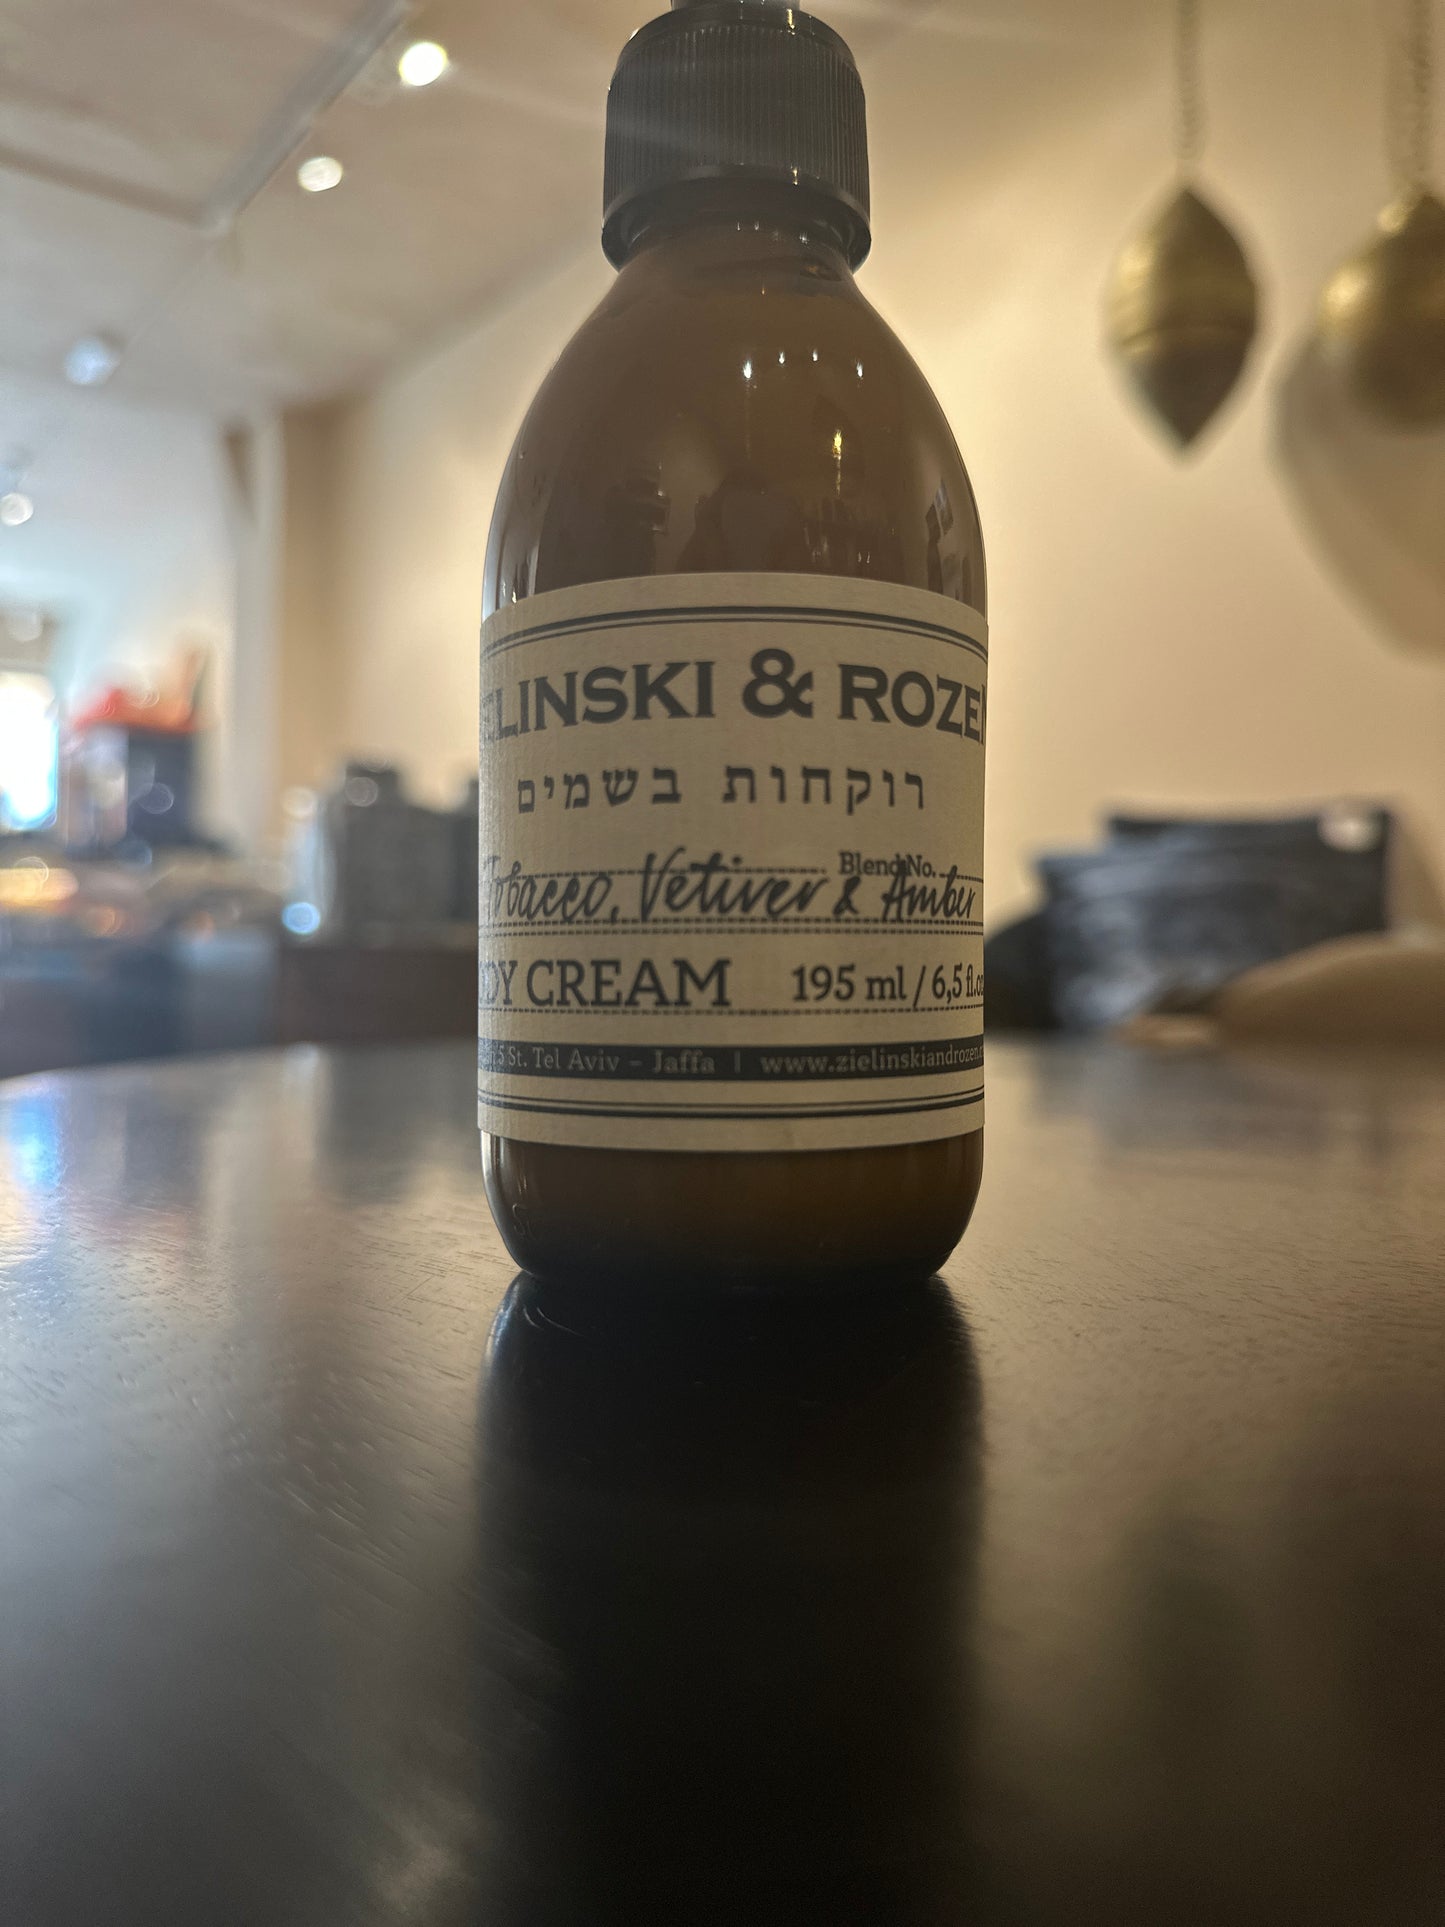 ELINSKI & ROZEN
רוקחות בשמים
Blend No.
Tobacco, Vetiver & Amber
DY CREAM 195 ml / 6,5 fl.oz
St. Tel Aviv – Jaffa | www.zielinskiandrozen.c